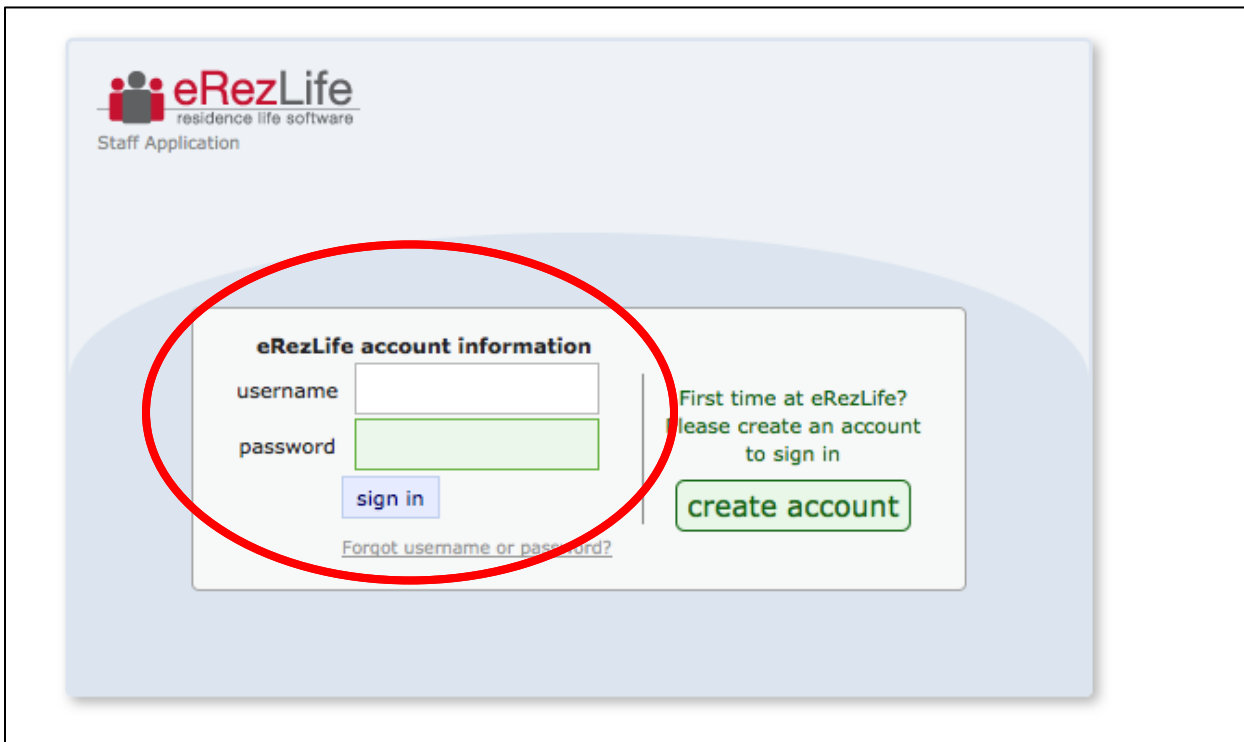 eRezLife
residence life software
Staff Application
eRezLife account information
username
password
sign in
Forgot username or password?
First time at eRezLife?
Please create an account
to sign in
create account